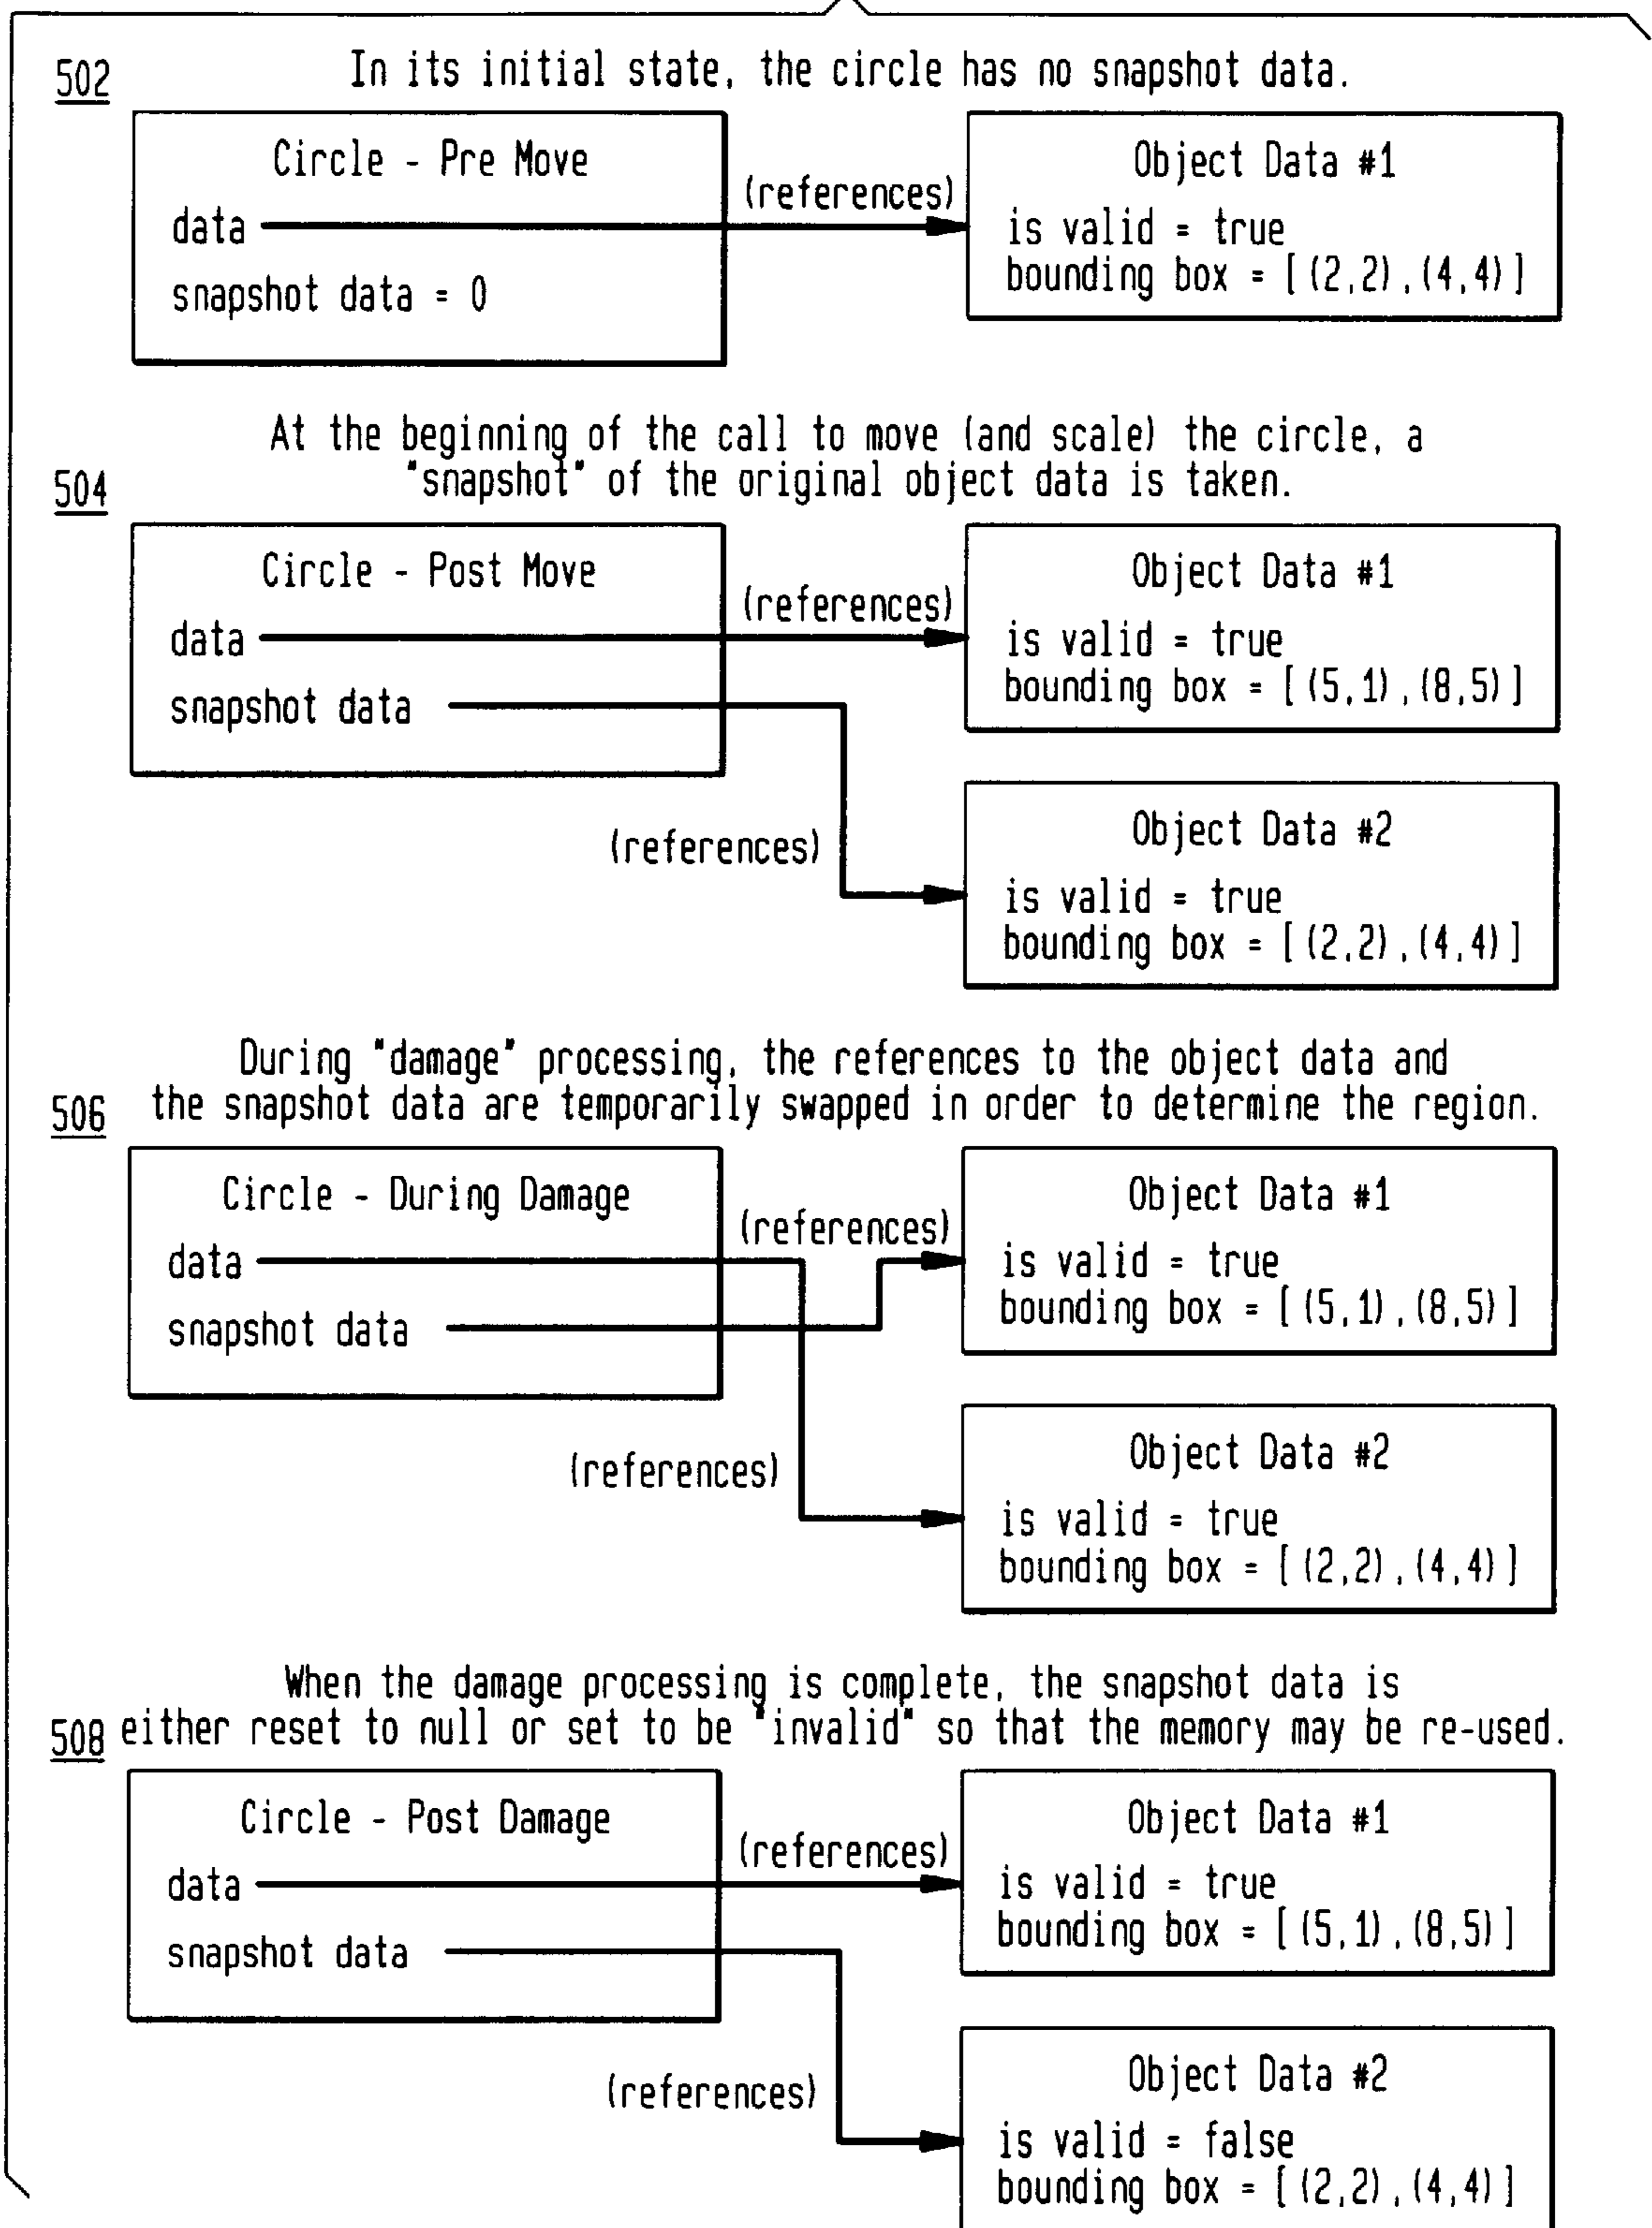 502
In its initial state, the circle has no snapshot data.
Circle - Pre Move
data
snapshot data = 0
(references)
Object Data #1
is valid = true
bounding box = [(2,2),(4,4)]
At the beginning of the call to move (and scale) the circle, a
504
"snapshot" of the original object data is taken.
Circle - Post Move
data
snapshot data
(references)
Object Data #1
is valid = true
bounding box = [(5,1),(8,5)]
(references)
Object Data #2
is valid = true
bounding box = [(2,2),(4,4)]
During "damage" processing, the references to the object data and
506
the snapshot data are temporarily swapped in order to determine the region.
Circle - During Damage
data
snapshot data
(references)
Object Data #1
is valid = true
bounding box = [(5,1),(8,5)]
(references)
Object Data #2
is valid = true
bounding box = [(2,2),(4,4)]
When the damage processing is complete, the snapshot data is
508
either reset to null or set to be "invalid" so that the memory may be re-used.
Circle - Post Damage
data
snapshot data
(references)
Object Data #1
is valid = true
bounding box = [(5,1),(8,5)]
(references)
Object Data #2
is valid = false
bounding box = [(2,2),(4,4)]